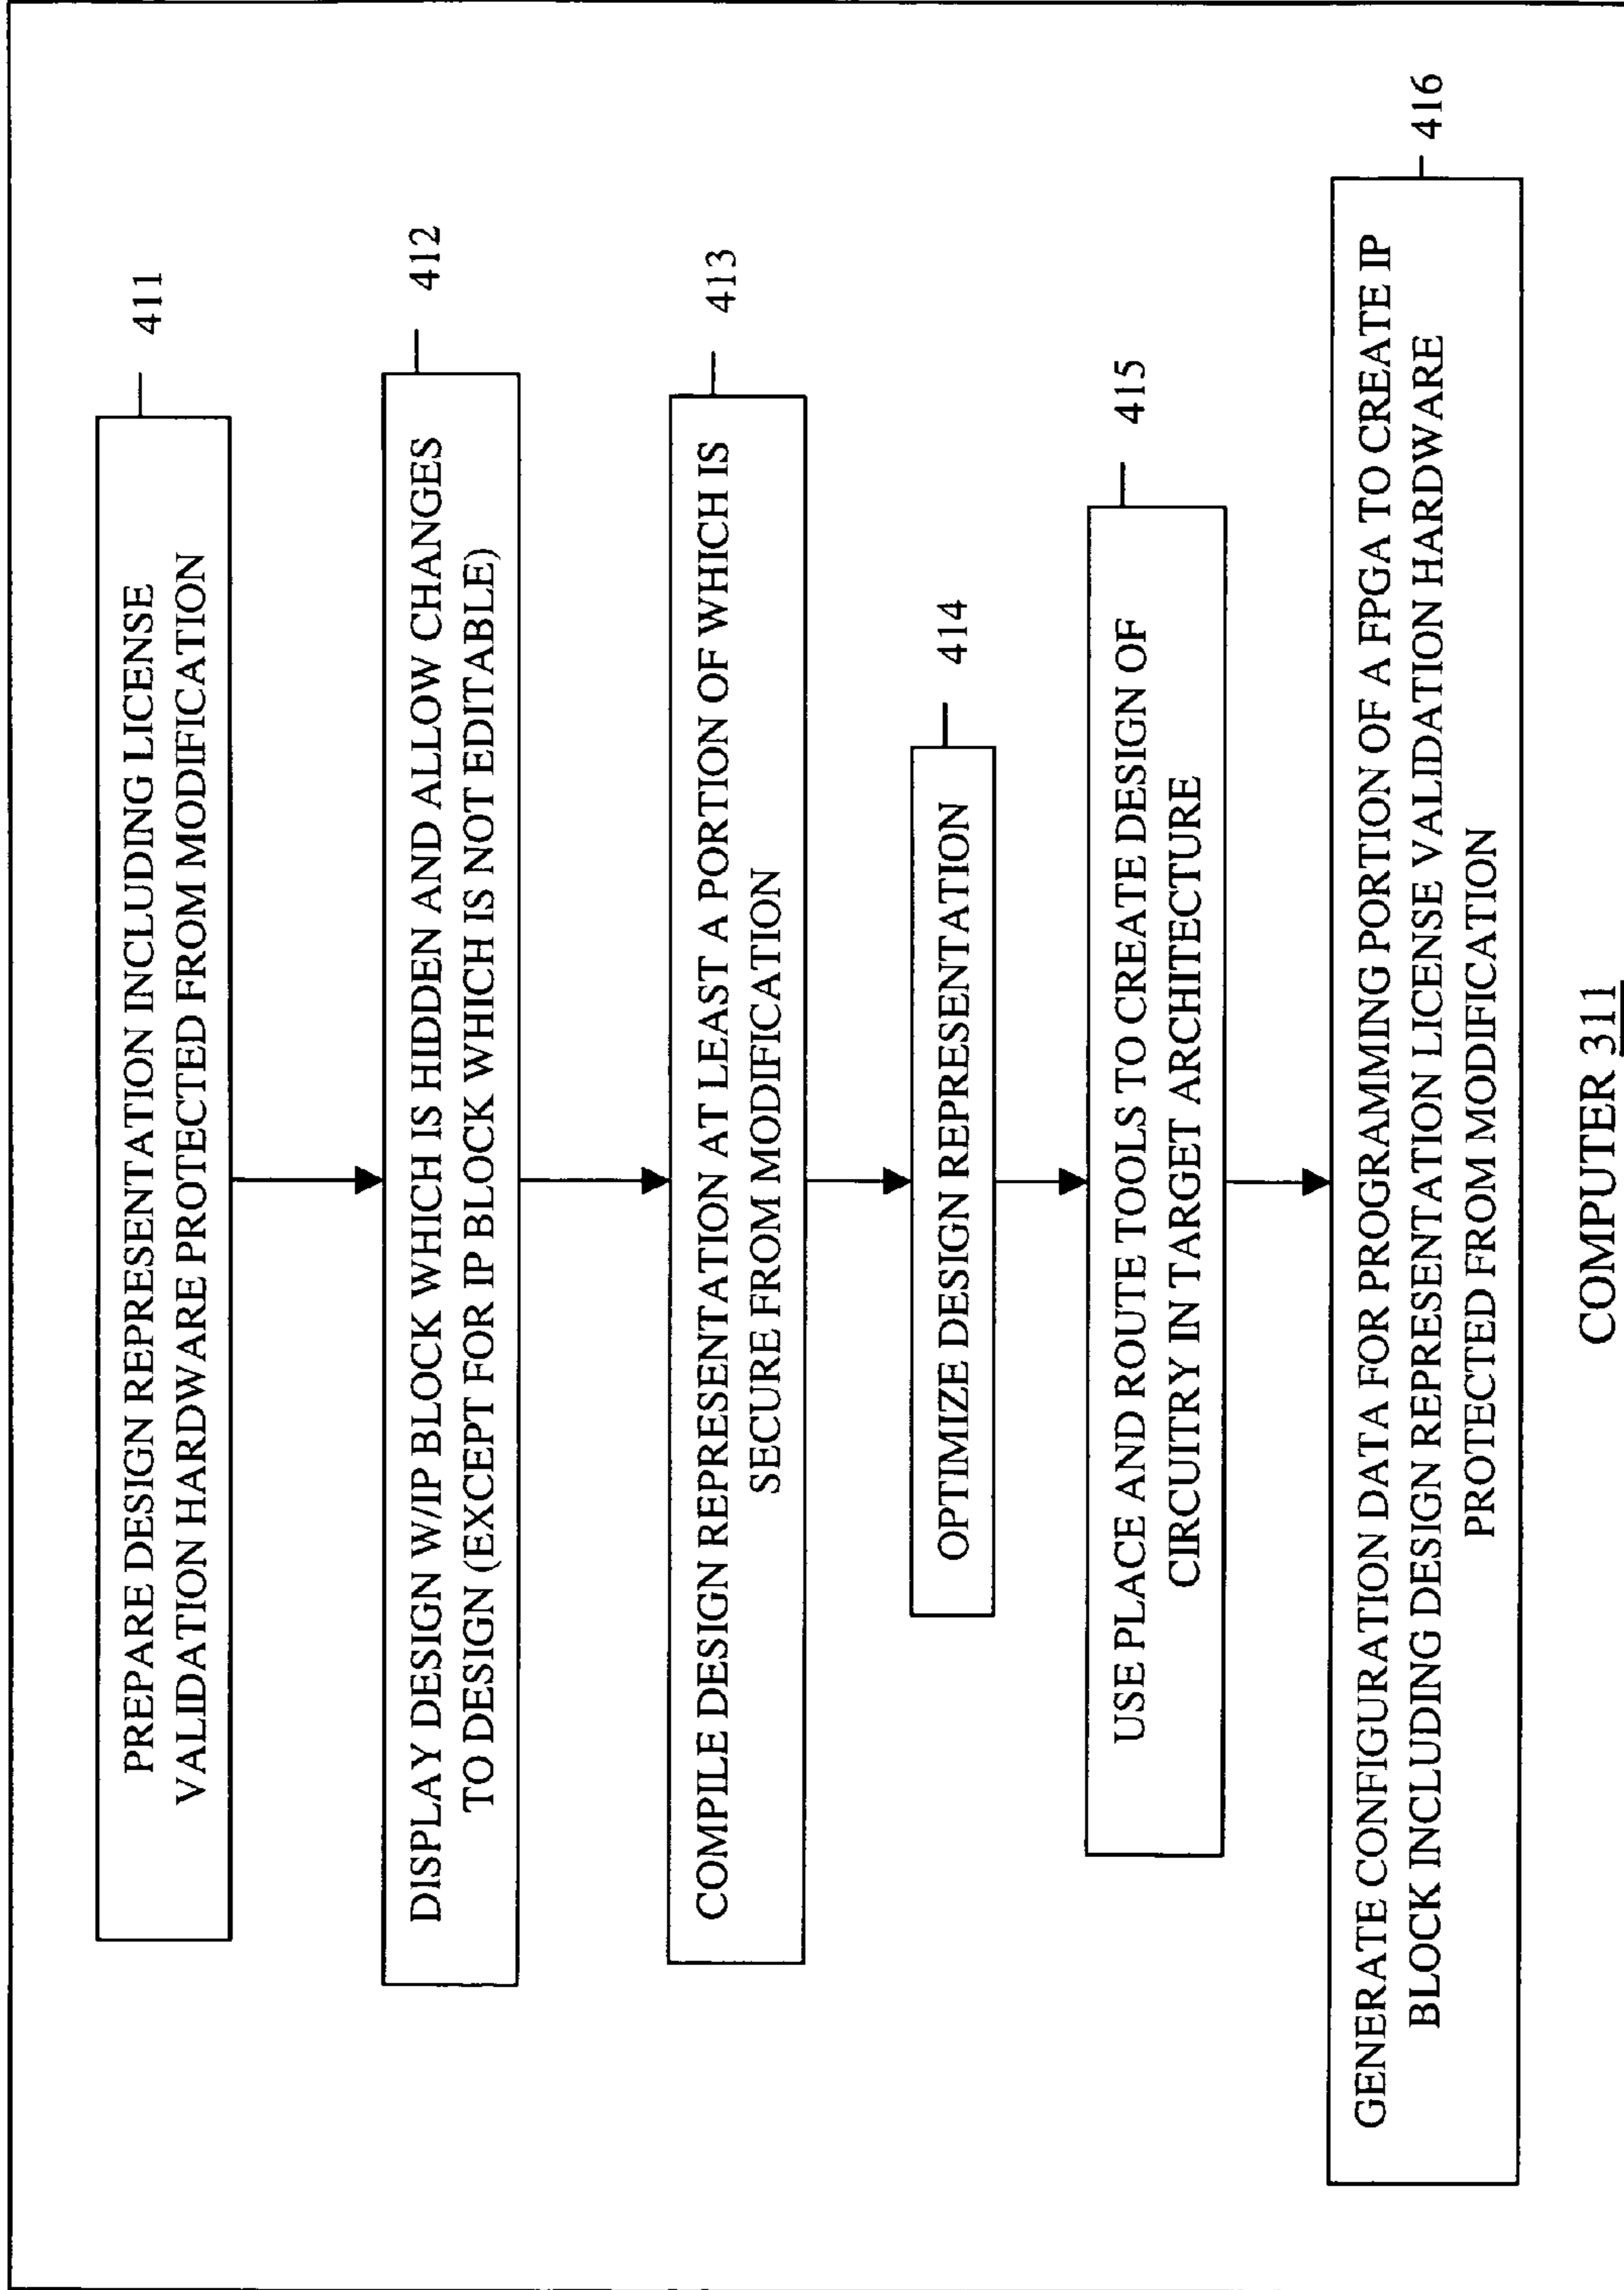 PREPARE DESIGN REPRESENTATION INCLUDING LICENSE
VALIDATION HARDWARE PROTECTED FROM MODIFICATION
411
DISPLAY DESIGN W/IP BLOCK WHICH IS HIDDEN AND ALLOW CHANGES
TO DESIGN (EXCEPT FOR IP BLOCK WHICH IS NOT EDITABLE)
412
COMPILE DESIGN REPRESENTATION AT LEAST A PORTION OF WHICH IS
SECURE FROM MODIFICATION
413
OPTIMIZE DESIGN REPRESENTATION
414
USE PLACE AND ROUTE TOOLS TO CREATE DESIGN OF
CIRCUITRY IN TARGET ARCHITECTURE
415
GENERATE CONFIGURATION DATA FOR PROGRAMMING PORTION OF A FPGA TO CREATE IP
BLOCK INCLUDING DESIGN REPRESENTATION LICENSE VALIDATION HARDWARE
PROTECTED FROM MODIFICATION
416
COMPUTER 311